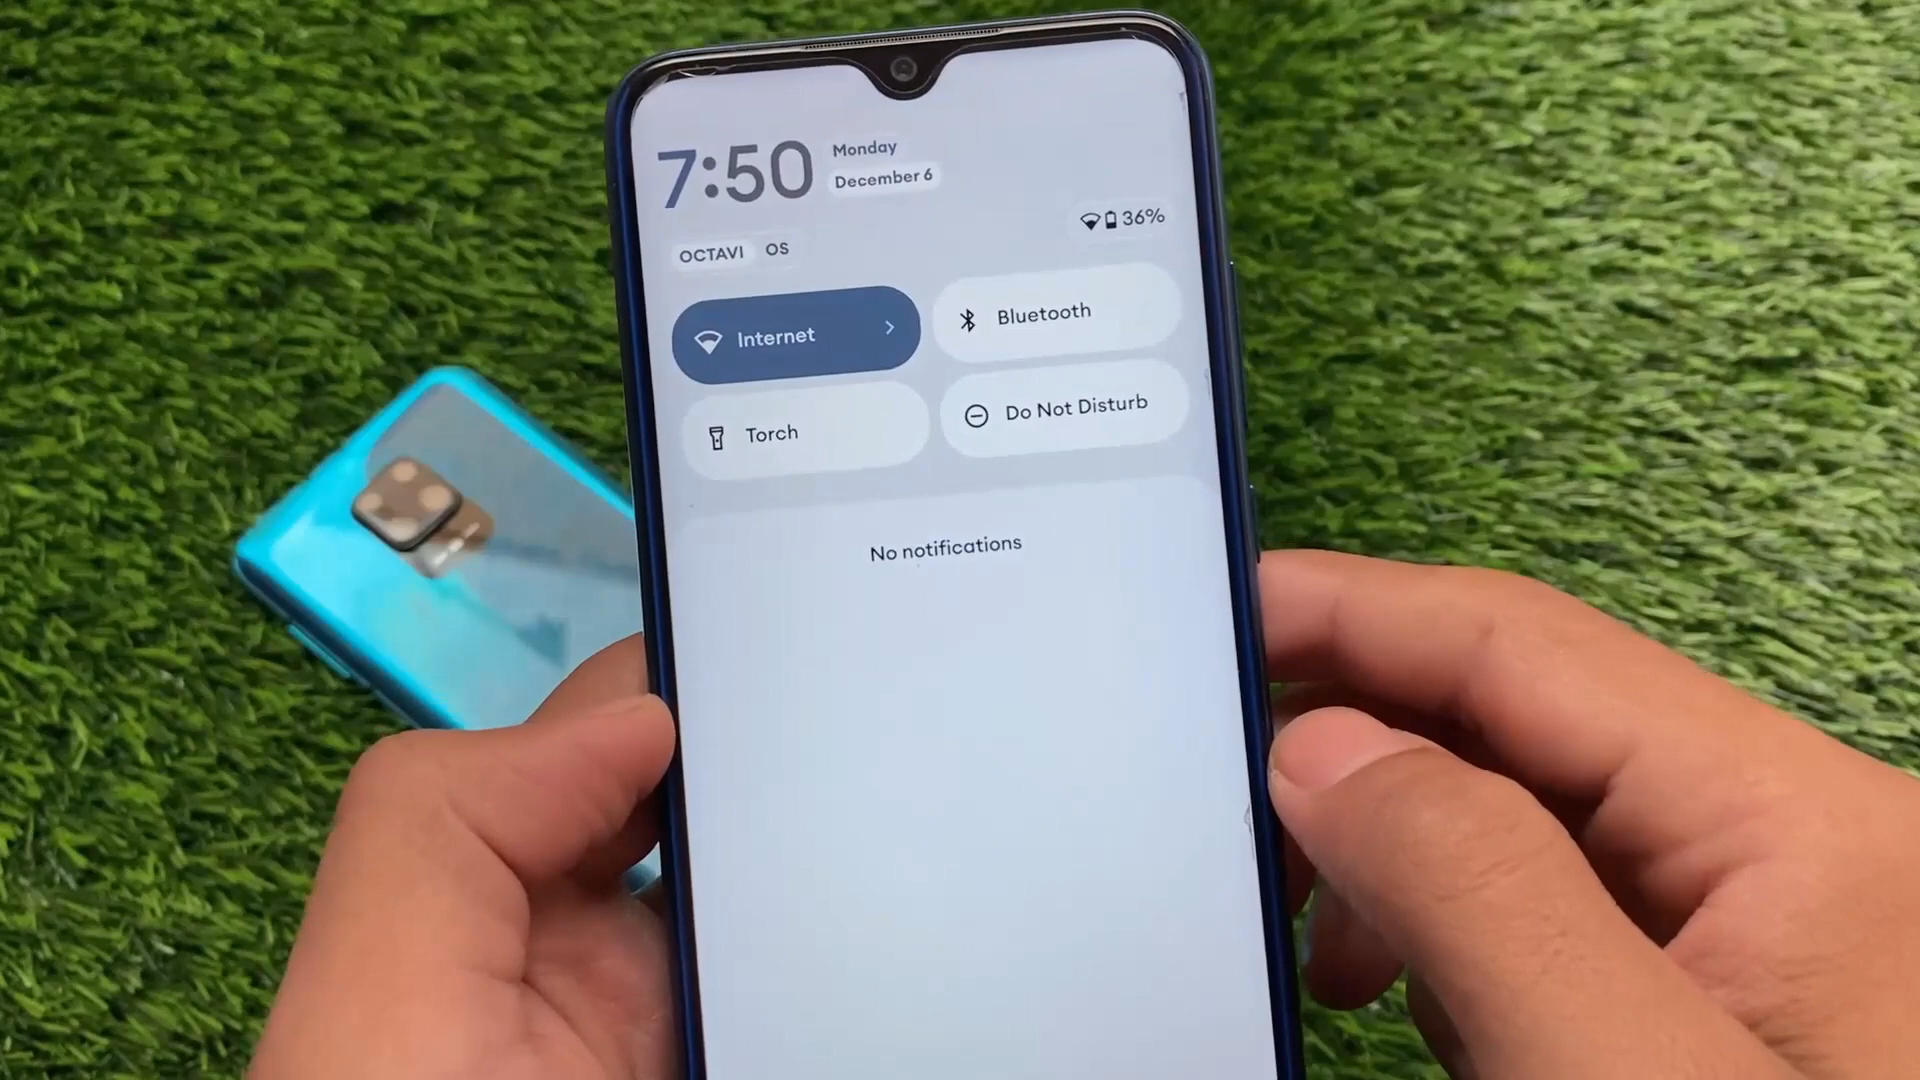 7:50
Monday
December 6
36%
OCTAVI OS
Internet
Bluetooth
Torch
Do Not Disturb
No notifications